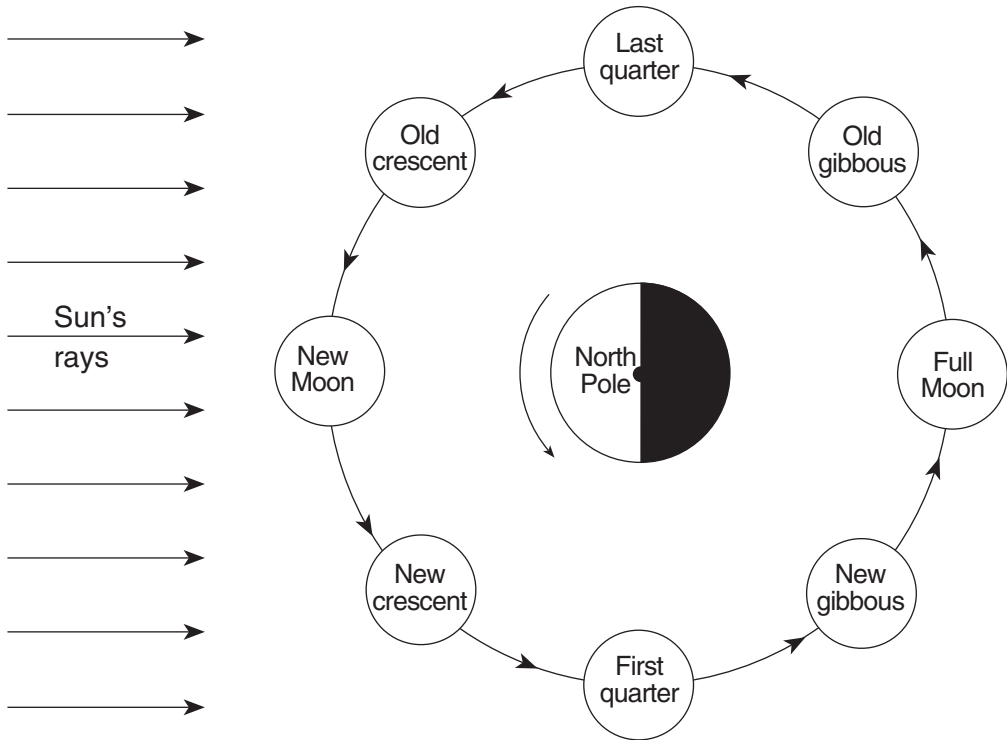 Last
quarter
Old
crescent
Old
gibbous
Sun's
rays
New
Moon
North
Pole
Full
Moon
New
crescent
New
gibbous
First
quarter